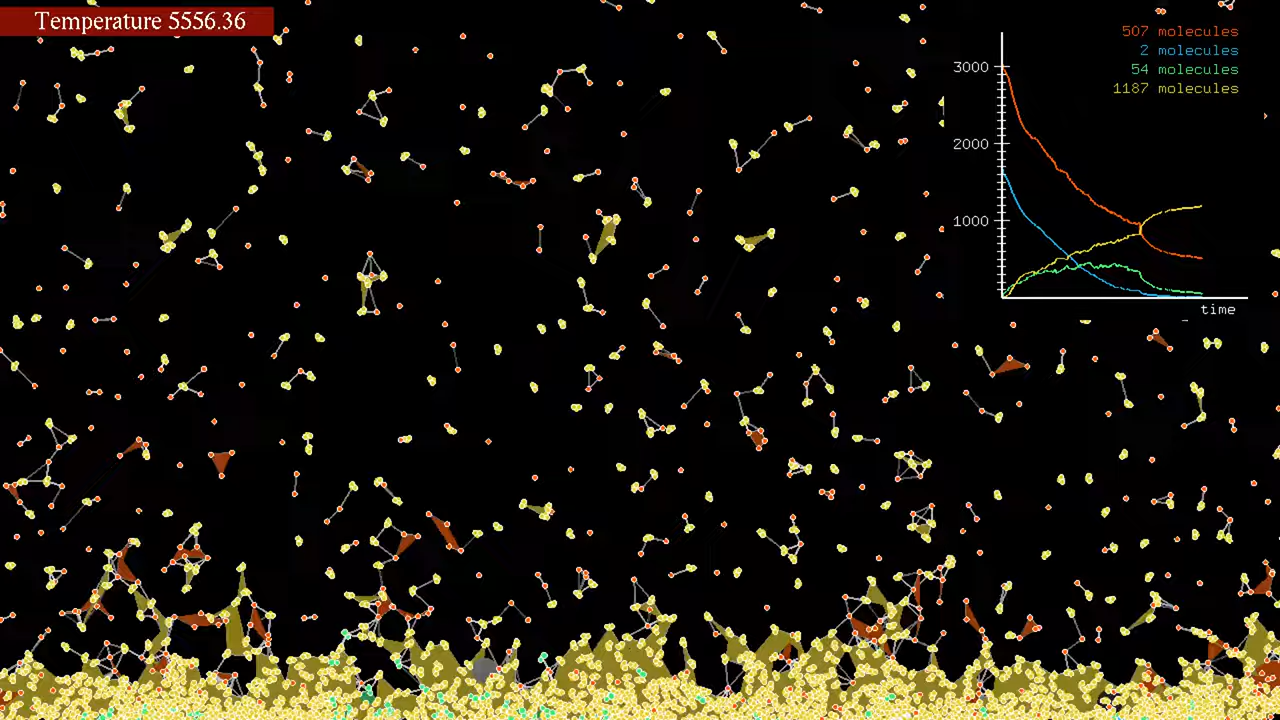 Temperature 5556.36
507 molecules
2 molecules
54 molecules
1187 molecules
3000
2000
1000
time